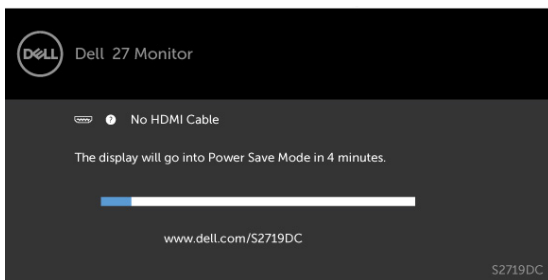 DELL
Dell 27 Monitor
? No HDMI Cable
The display will go into Power Save Mode in 4 minutes.
www.dell.com/S2719DC
S2719DC